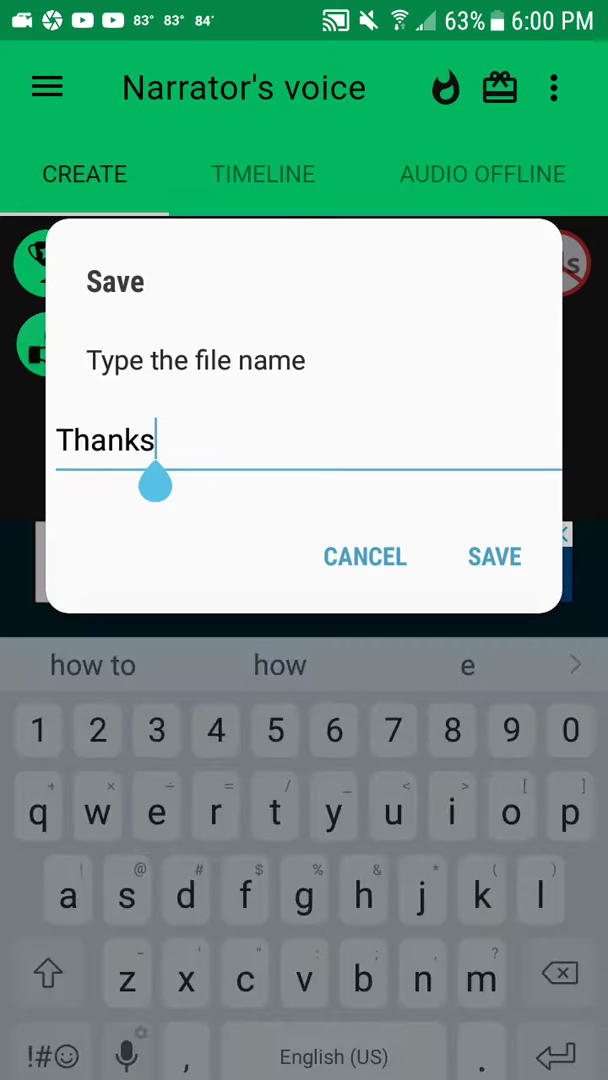 83° 83° 84° 63% 6:00 PM
Narrator's voice
CREATE TIMELINE AUDIO OFFLINE
Save
Type the file name
Thanks
CANCEL SAVE
how to how e
1 2 3 4 5 6 7 8 9 0
+ × ÷ = / _ < > [ ]
q w e r t y u i o p
! @ # $ % & * ( )
a s d f g h j k l
- ' " : ; , ?
z x c v b n m
!#☺ , English (US) .